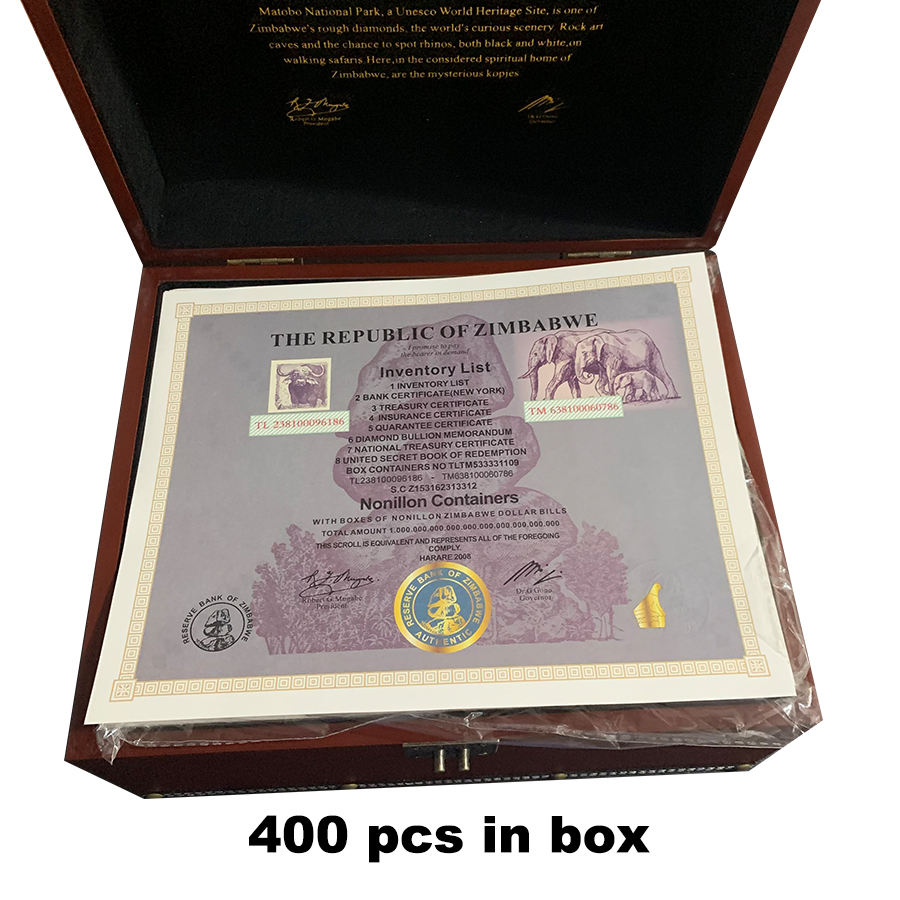 Matobo National Park, a Unesco World Heritage Site, is one of
Zimbabwe's rough diamonds, the world's curious scenery. Rock art
caves and the chance to spot rhinos, both black and white,on
walking safaris.Here,in the considered spiritual home of
Zimbabwe, are the mysterious kopjes
Robert G Mugabe
President
THE REPUBLIC OF ZIMBABWE
I promise to pay
the bearer in demand
Inventory List
1 INVENTORY LIST
2 BANK CERTIFICATE(NEW YORK)
3 TREASURY CERTIFICATE
4 INSURANCE CERTIFICATE
5 QUARANTEE CERTIFICATE
6 DIAMOND BULLION MEMORANDUM
7 NATIONAL TREASURY CERTIFICATE
8 UNITED SECRET BOOK OF REDEMPTION
BOX CONTAINERS NO TLTM533331109
TL238100096186 - TM638100060786
S.C Z153162313312
TL 238100096186
TM 638100060786
Nonillon Containers
WITH BOXES OF NONILLON ZIMBABWE DOLLAR BILLS
TOTAL AMOUNT 1.000.000.000.000.000.000.000.000.000.000
THIS SCROLL IS EQUIVALENT AND REPRESENTS ALL OF THE FOREGOING
COMPLY.
HARARE 2008
Robert G Mugabe
President
Dr.G Gono
Governor
RESERVE BANK OF ZIMBABWE
RESERVE BANK OF ZIMBABWE
AUTHENTIC
400 pcs in box